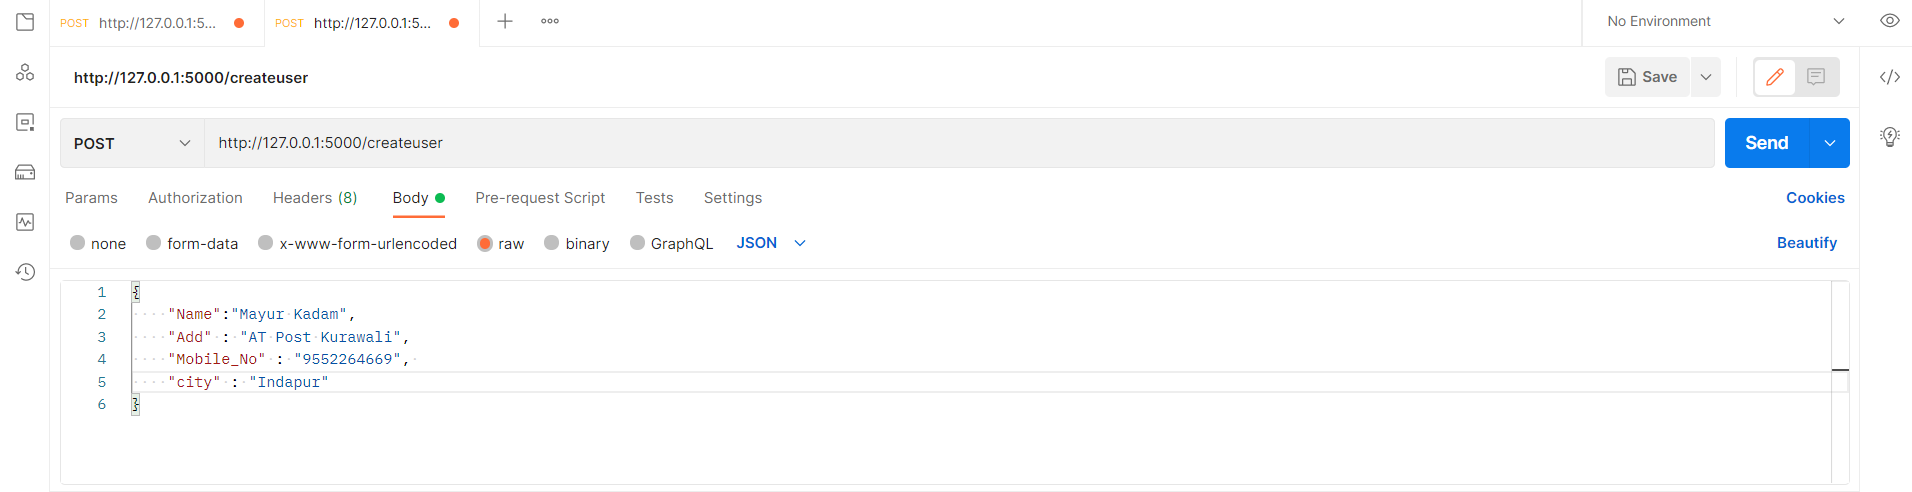 POST http://127.0.0.1:5... POST http://127.0.0.1:5... No Environment
http://127.0.0.1:5000/createuser Save
POST http://127.0.0.1:5000/createuser Send
Params Authorization Headers (8) Body Pre-request Script Tests Settings Cookies
none form-data x-www-form-urlencoded raw binary GraphQL JSON Beautify
1 {
2 "Name":"Mayur Kadam",
3 "Add" : "AT Post Kurawali",
4 "Mobile_No" : "9552264669",
5 "city" : "Indapur"
6 }